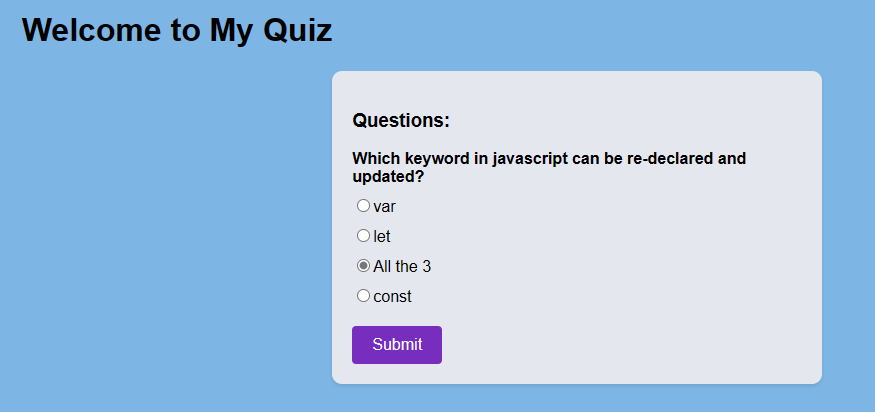 Welcome to My Quiz
Questions:
Which keyword in javascript can be re-declared and
updated?
var
let
All the 3
const
Submit